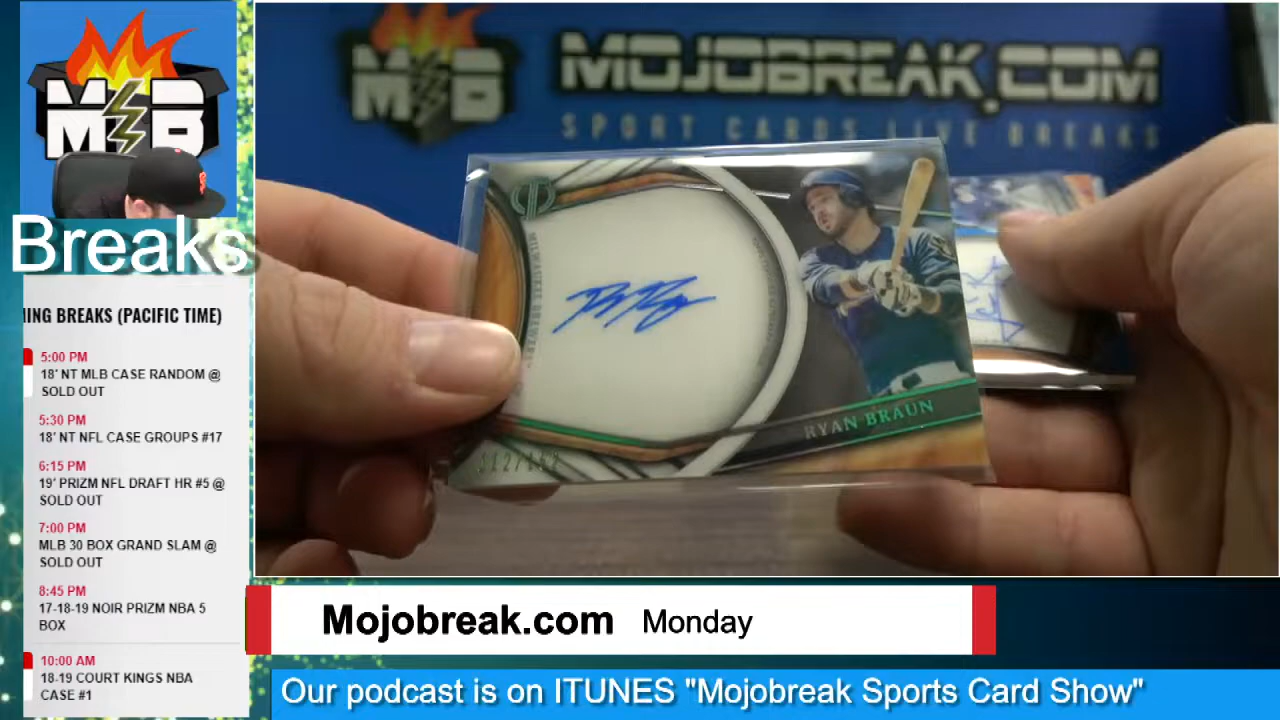 M B
Breaks
ING BREAKS (PACIFIC TIME)
5:00 PM
18' NT MLB CASE RANDOM @
SOLD OUT
5:30 PM
18' NT NFL CASE GROUPS #17
6:15 PM
19' PRIZM NFL DRAFT HR #5 @
SOLD OUT
7:00 PM
MLB 30 BOX GRAND SLAM @
SOLD OUT
8:45 PM
17-18-19 NOIR PRIZM NBA 5
BOX
10:00 AM
18-19 COURT KINGS NBA
CASE #1
M B
MOJOBREAK.COM
SPORT CARDS LIVE BREAKS
MILWAUKEE BREWERS
RYAN BRAUN
Mojobreak.com Monday
Our podcast is on ITUNES "Mojobreak Sports Card Show"